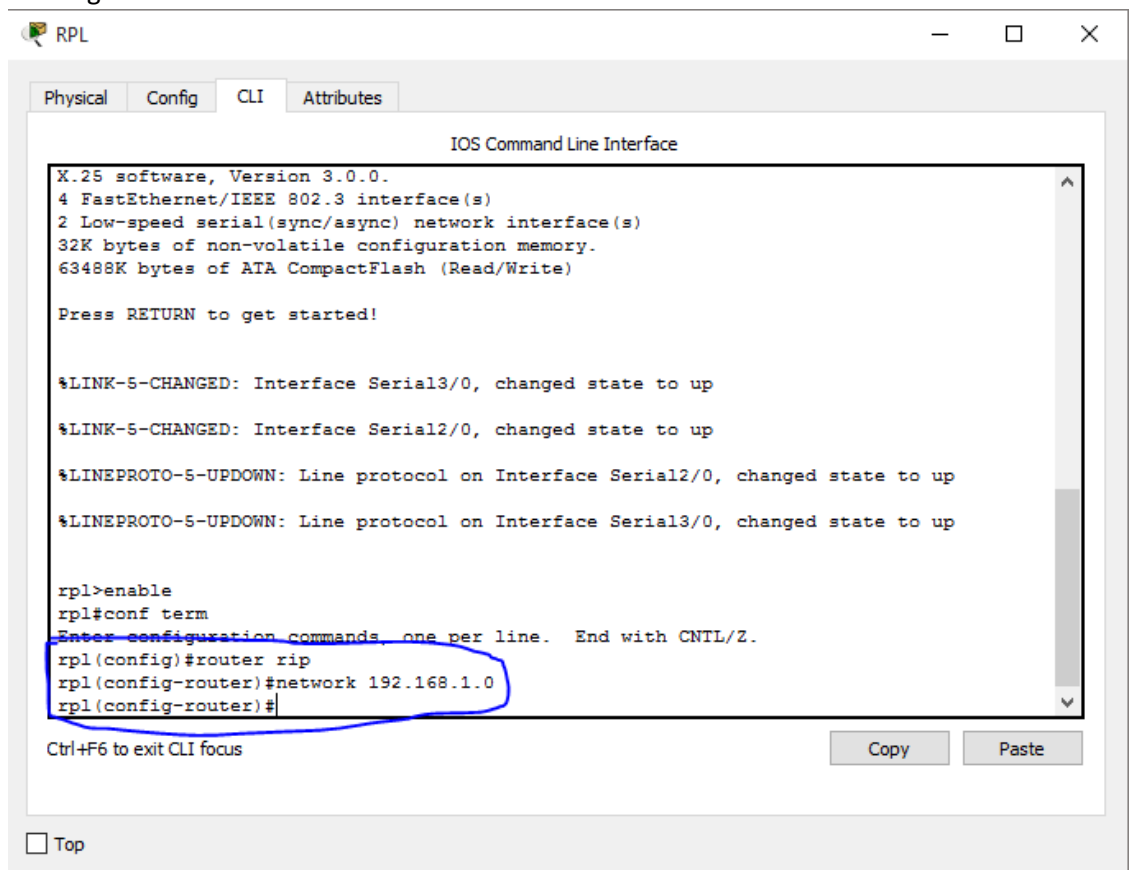 RPL
Physical Config CLI Attributes
IOS Command Line Interface
X.25 software, Version 3.0.0.
4 FastEthernet/IEEE 802.3 interface(s)
2 Low-speed serial(sync/async) network interface(s)
32K bytes of non-volatile configuration memory.
63488K bytes of ATA CompactFlash (Read/Write)
Press RETURN to get started!
%LINK-5-CHANGED: Interface Serial3/0, changed state to up
%LINK-5-CHANGED: Interface Serial2/0, changed state to up
%LINEPROTO-5-UPDOWN: Line protocol on Interface Serial2/0, changed state to up
%LINEPROTO-5-UPDOWN: Line protocol on Interface Serial3/0, changed state to up
rpl>enable
rpl#conf term
Enter configuration commands, one per line. End with CNTL/Z.
rpl(config)#router rip
rpl(config-router)#network 192.168.1.0
rpl(config-router)#
Ctrl+F6 to exit CLI focus
Copy Paste
Top